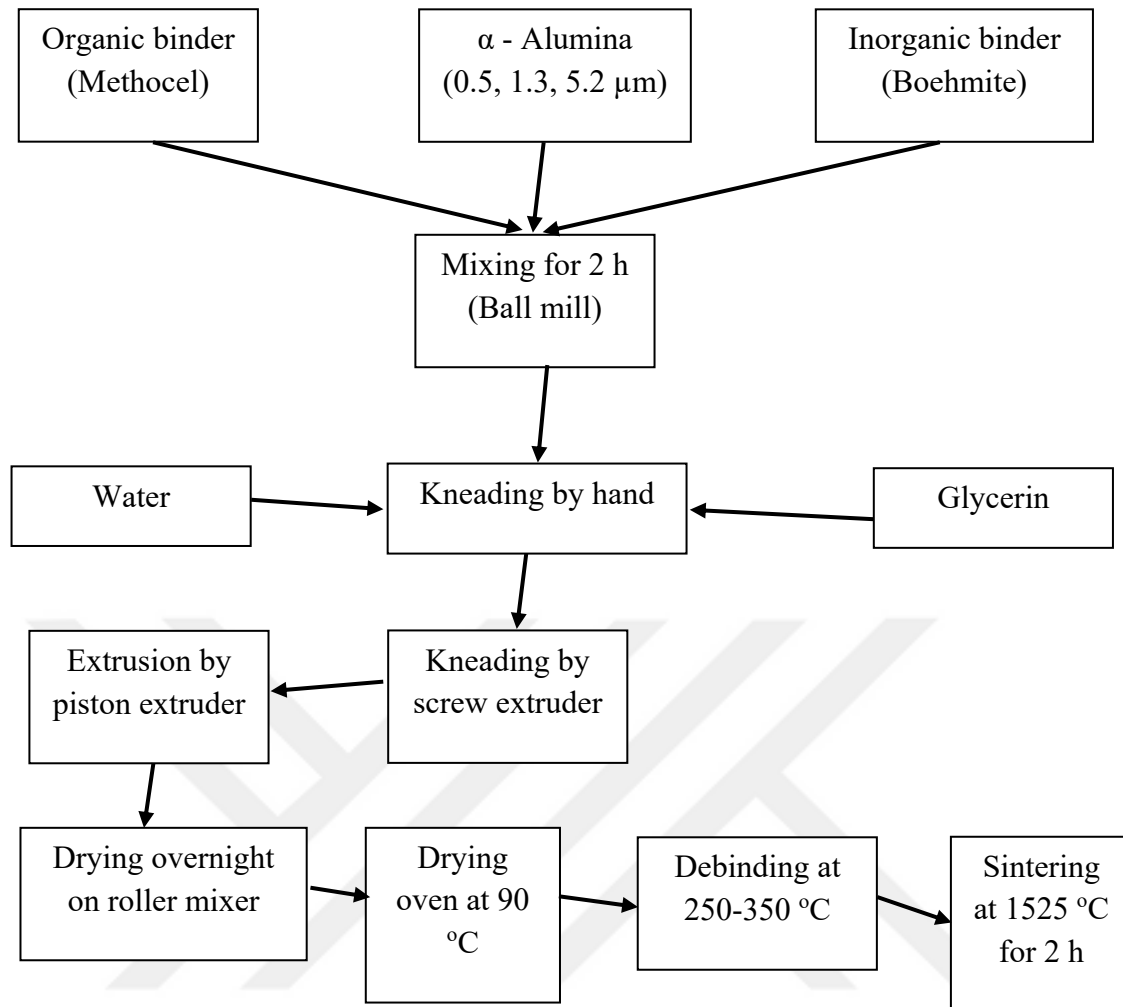 Organic binder
(Methocel)
α - Alumina
(0.5, 1.3, 5.2 µm)
Inorganic binder
(Boehmite)
Mixing for 2 h
(Ball mill)
Water
Kneading by hand
Glycerin
Extrusion by
piston extruder
Kneading by
screw extruder
Drying overnight
on roller mixer
Drying
oven at 90
ºC
Debinding at
250-350 ºC
Sintering
at 1525 ºC
for 2 h